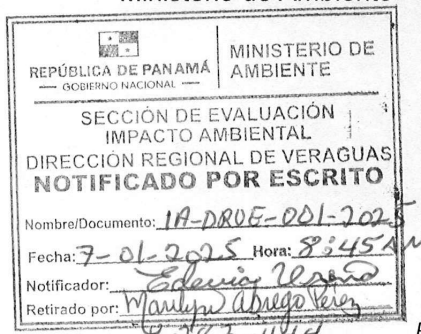 Ministerio de Ambiente
REPÚBLICA DE PANAMÁ
— GOBIERNO NACIONAL —
MINISTERIO DE
AMBIENTE
SECCIÓN DE EVALUACIÓN
IMPACTO AMBIENTAL
DIRECCIÓN REGIONAL DE VERAGUAS
NOTIFICADO POR ESCRITO
Nombre/Documento: IA-DRVE-001-2025
Fecha: 7-01-2025 Hora: 8:45 AM
Notificador: Edevia
Retirado por: Marilyn Abrego Pérez